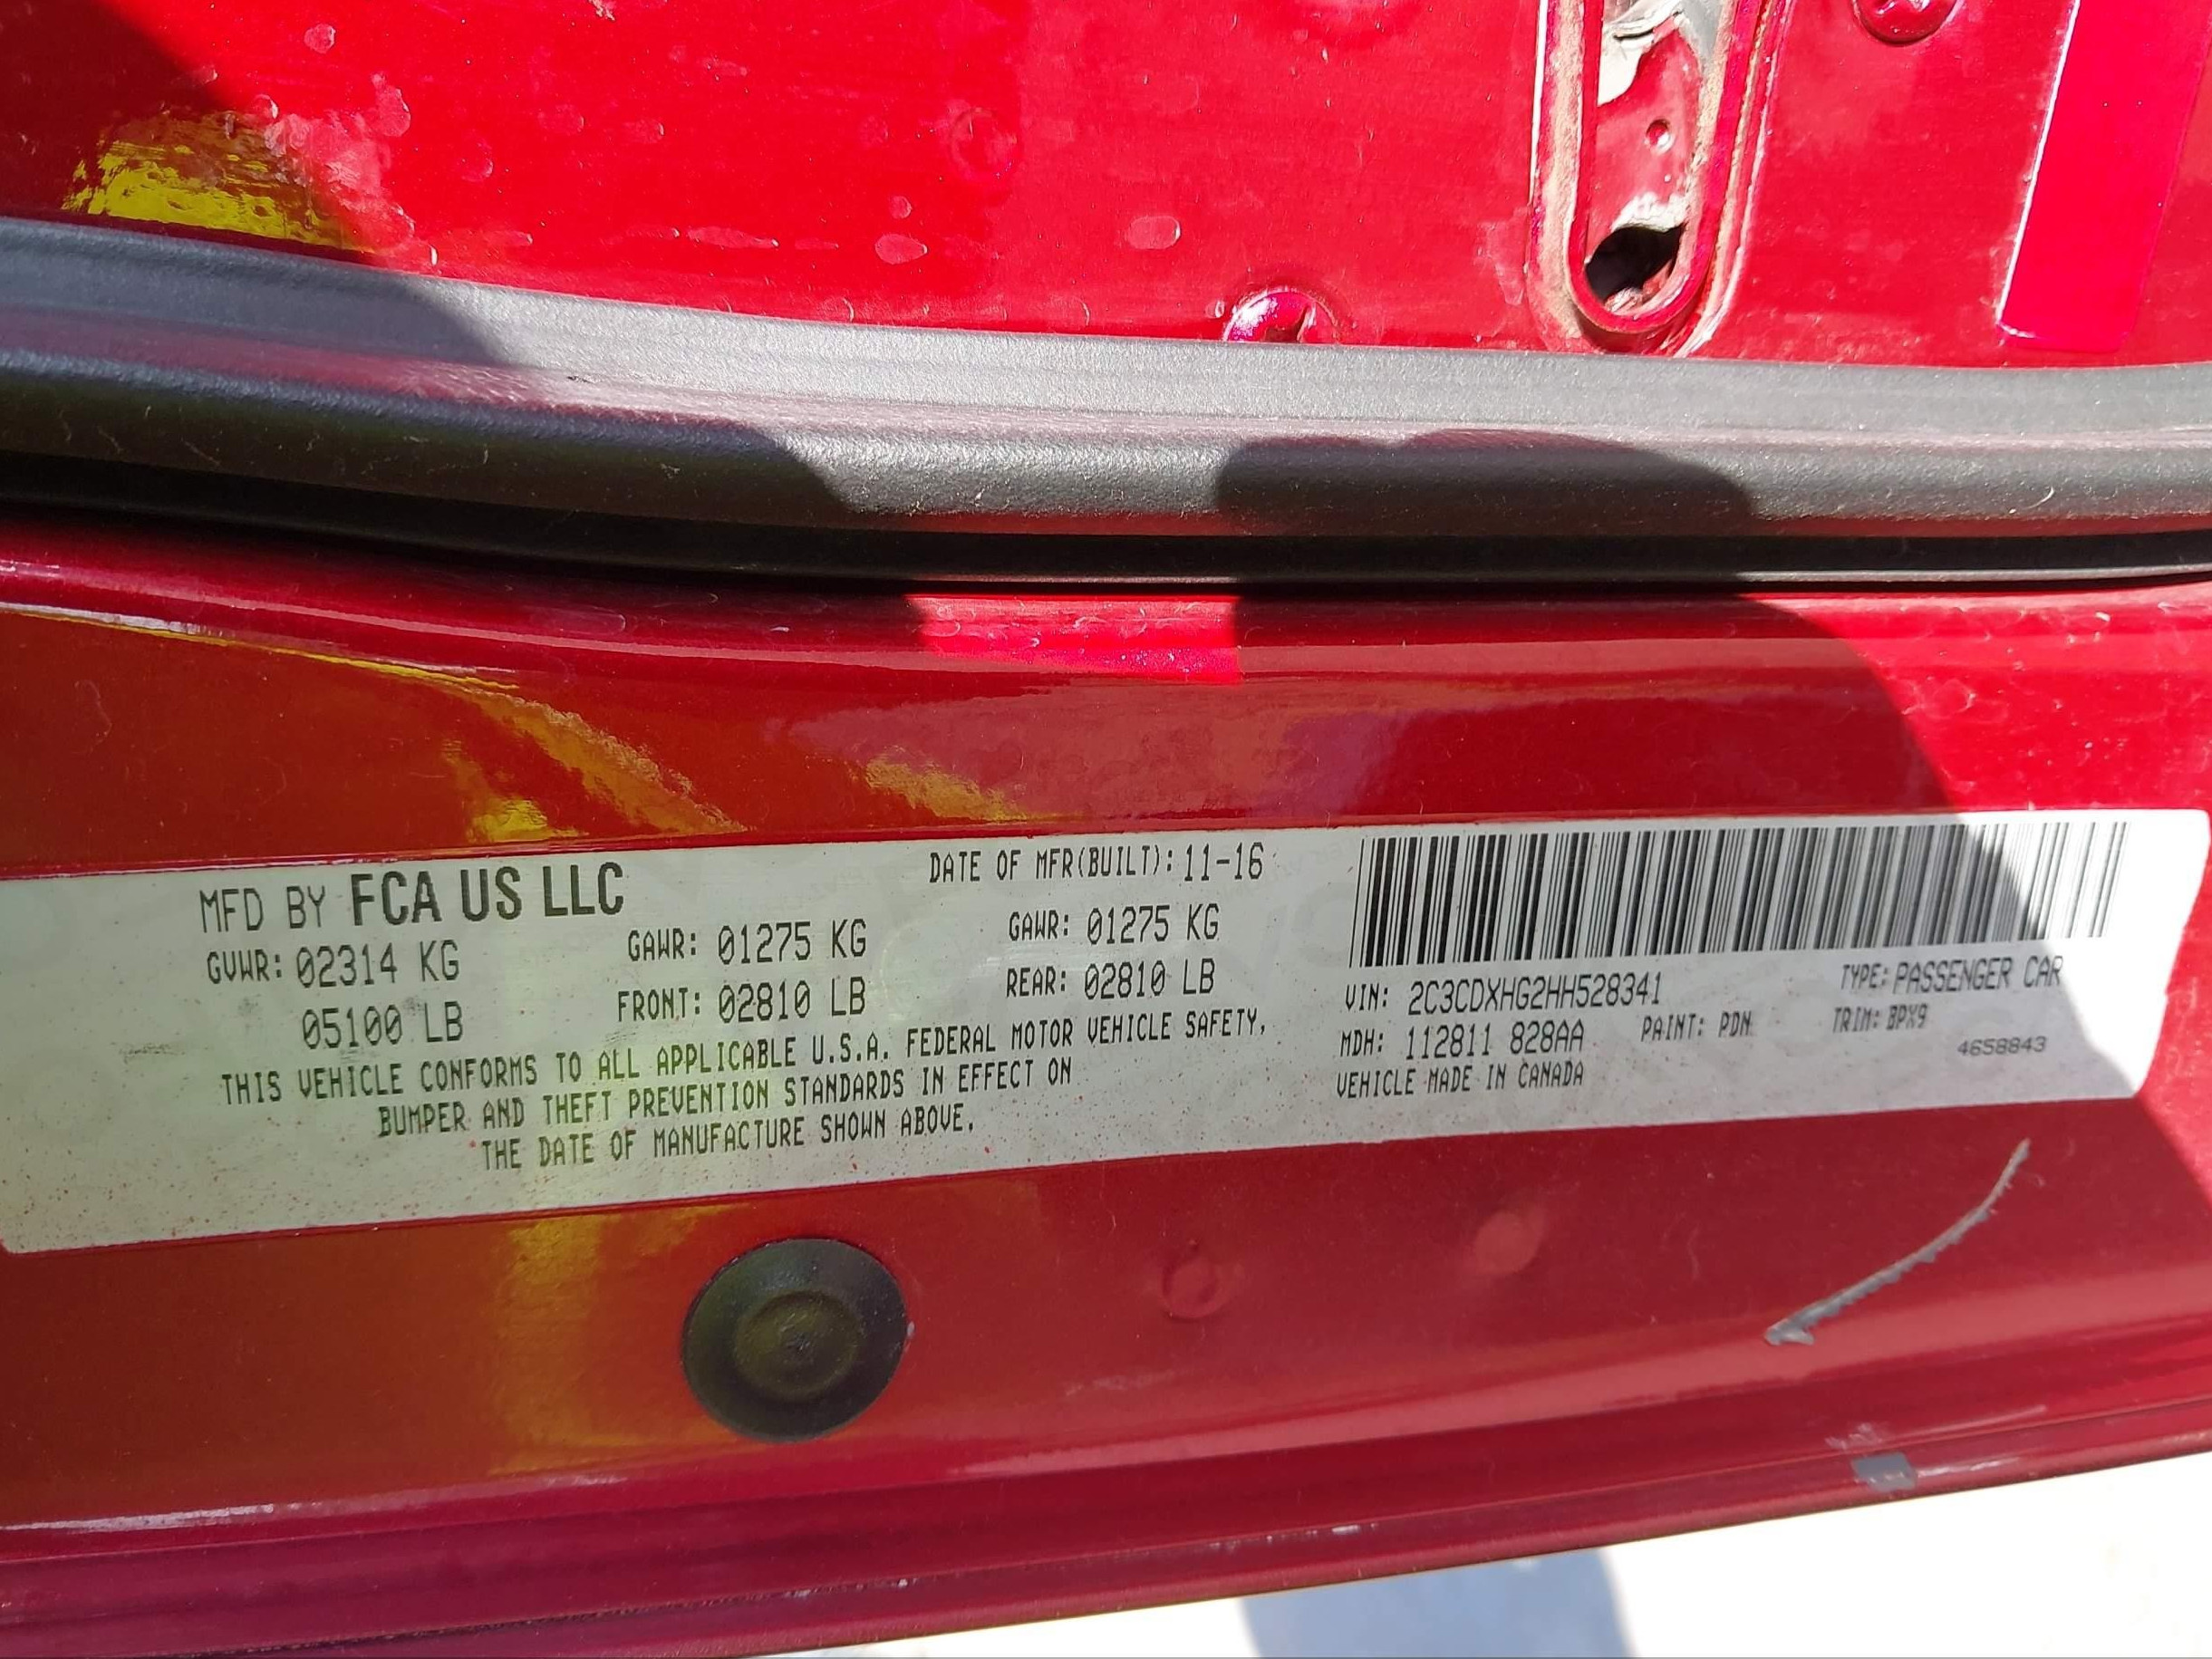 MFD BY FCA US LLC
DATE OF MFR(BUILT): 11-16
GVWR: 02314 KG
05100 LB
GAWR: 01275 KG
FRONT: 02810 LB
GAWR: 01275 KG
REAR: 02810 LB
THIS VEHICLE CONFORMS TO ALL APPLICABLE U.S.A. FEDERAL MOTOR VEHICLE SAFETY,
BUMPER AND THEFT PREVENTION STANDARDS IN EFFECT ON
THE DATE OF MANUFACTURE SHOWN ABOVE.
VIN: 2C3CDXHG2HH528341
TYPE: PASSENGER CAR
MDH: 112811 828AA
PAINT: PDN
TRIM: BPX9
VEHICLE MADE IN CANADA
4658843